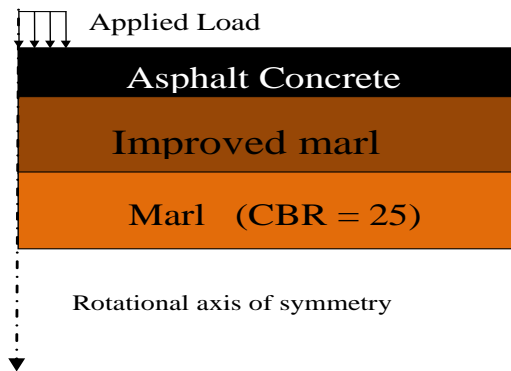 Applied Load
Asphalt Concrete
Improved marl
Marl (CBR = 25)
Rotational axis of symmetry